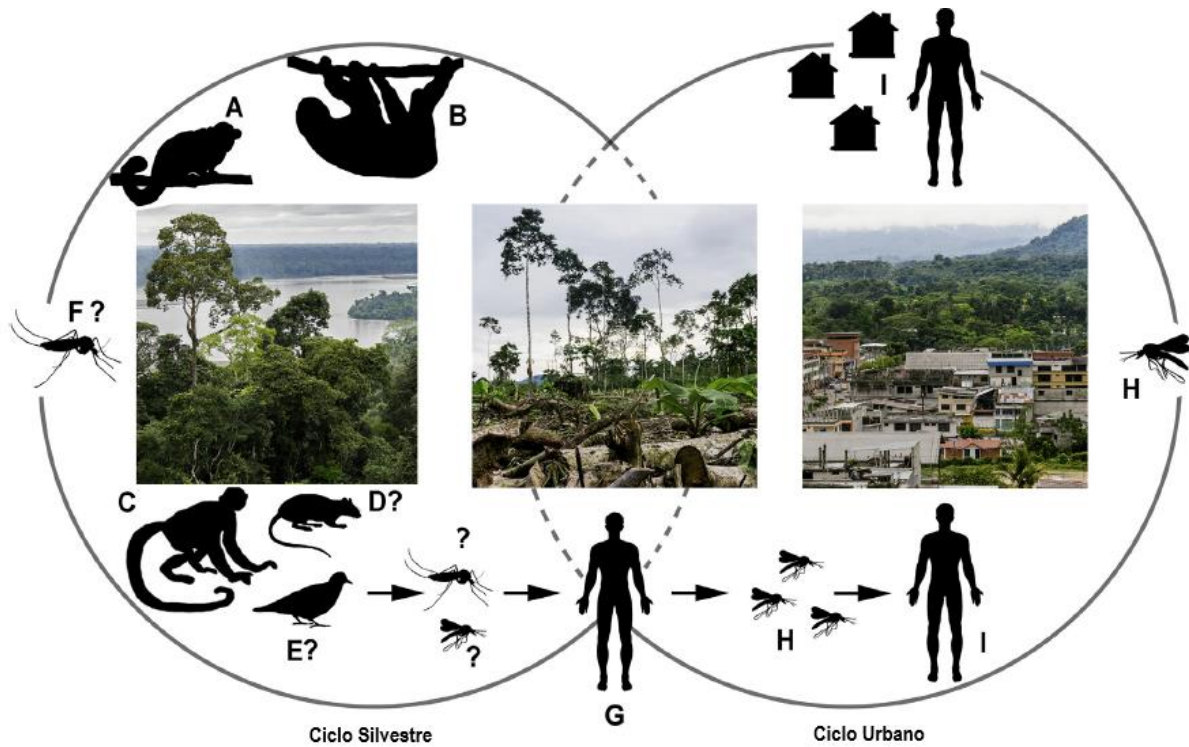 I
A
B
F ?
H
C
D?
?
E?
?
H
I
G
Ciclo Silvestre
Ciclo Urbano